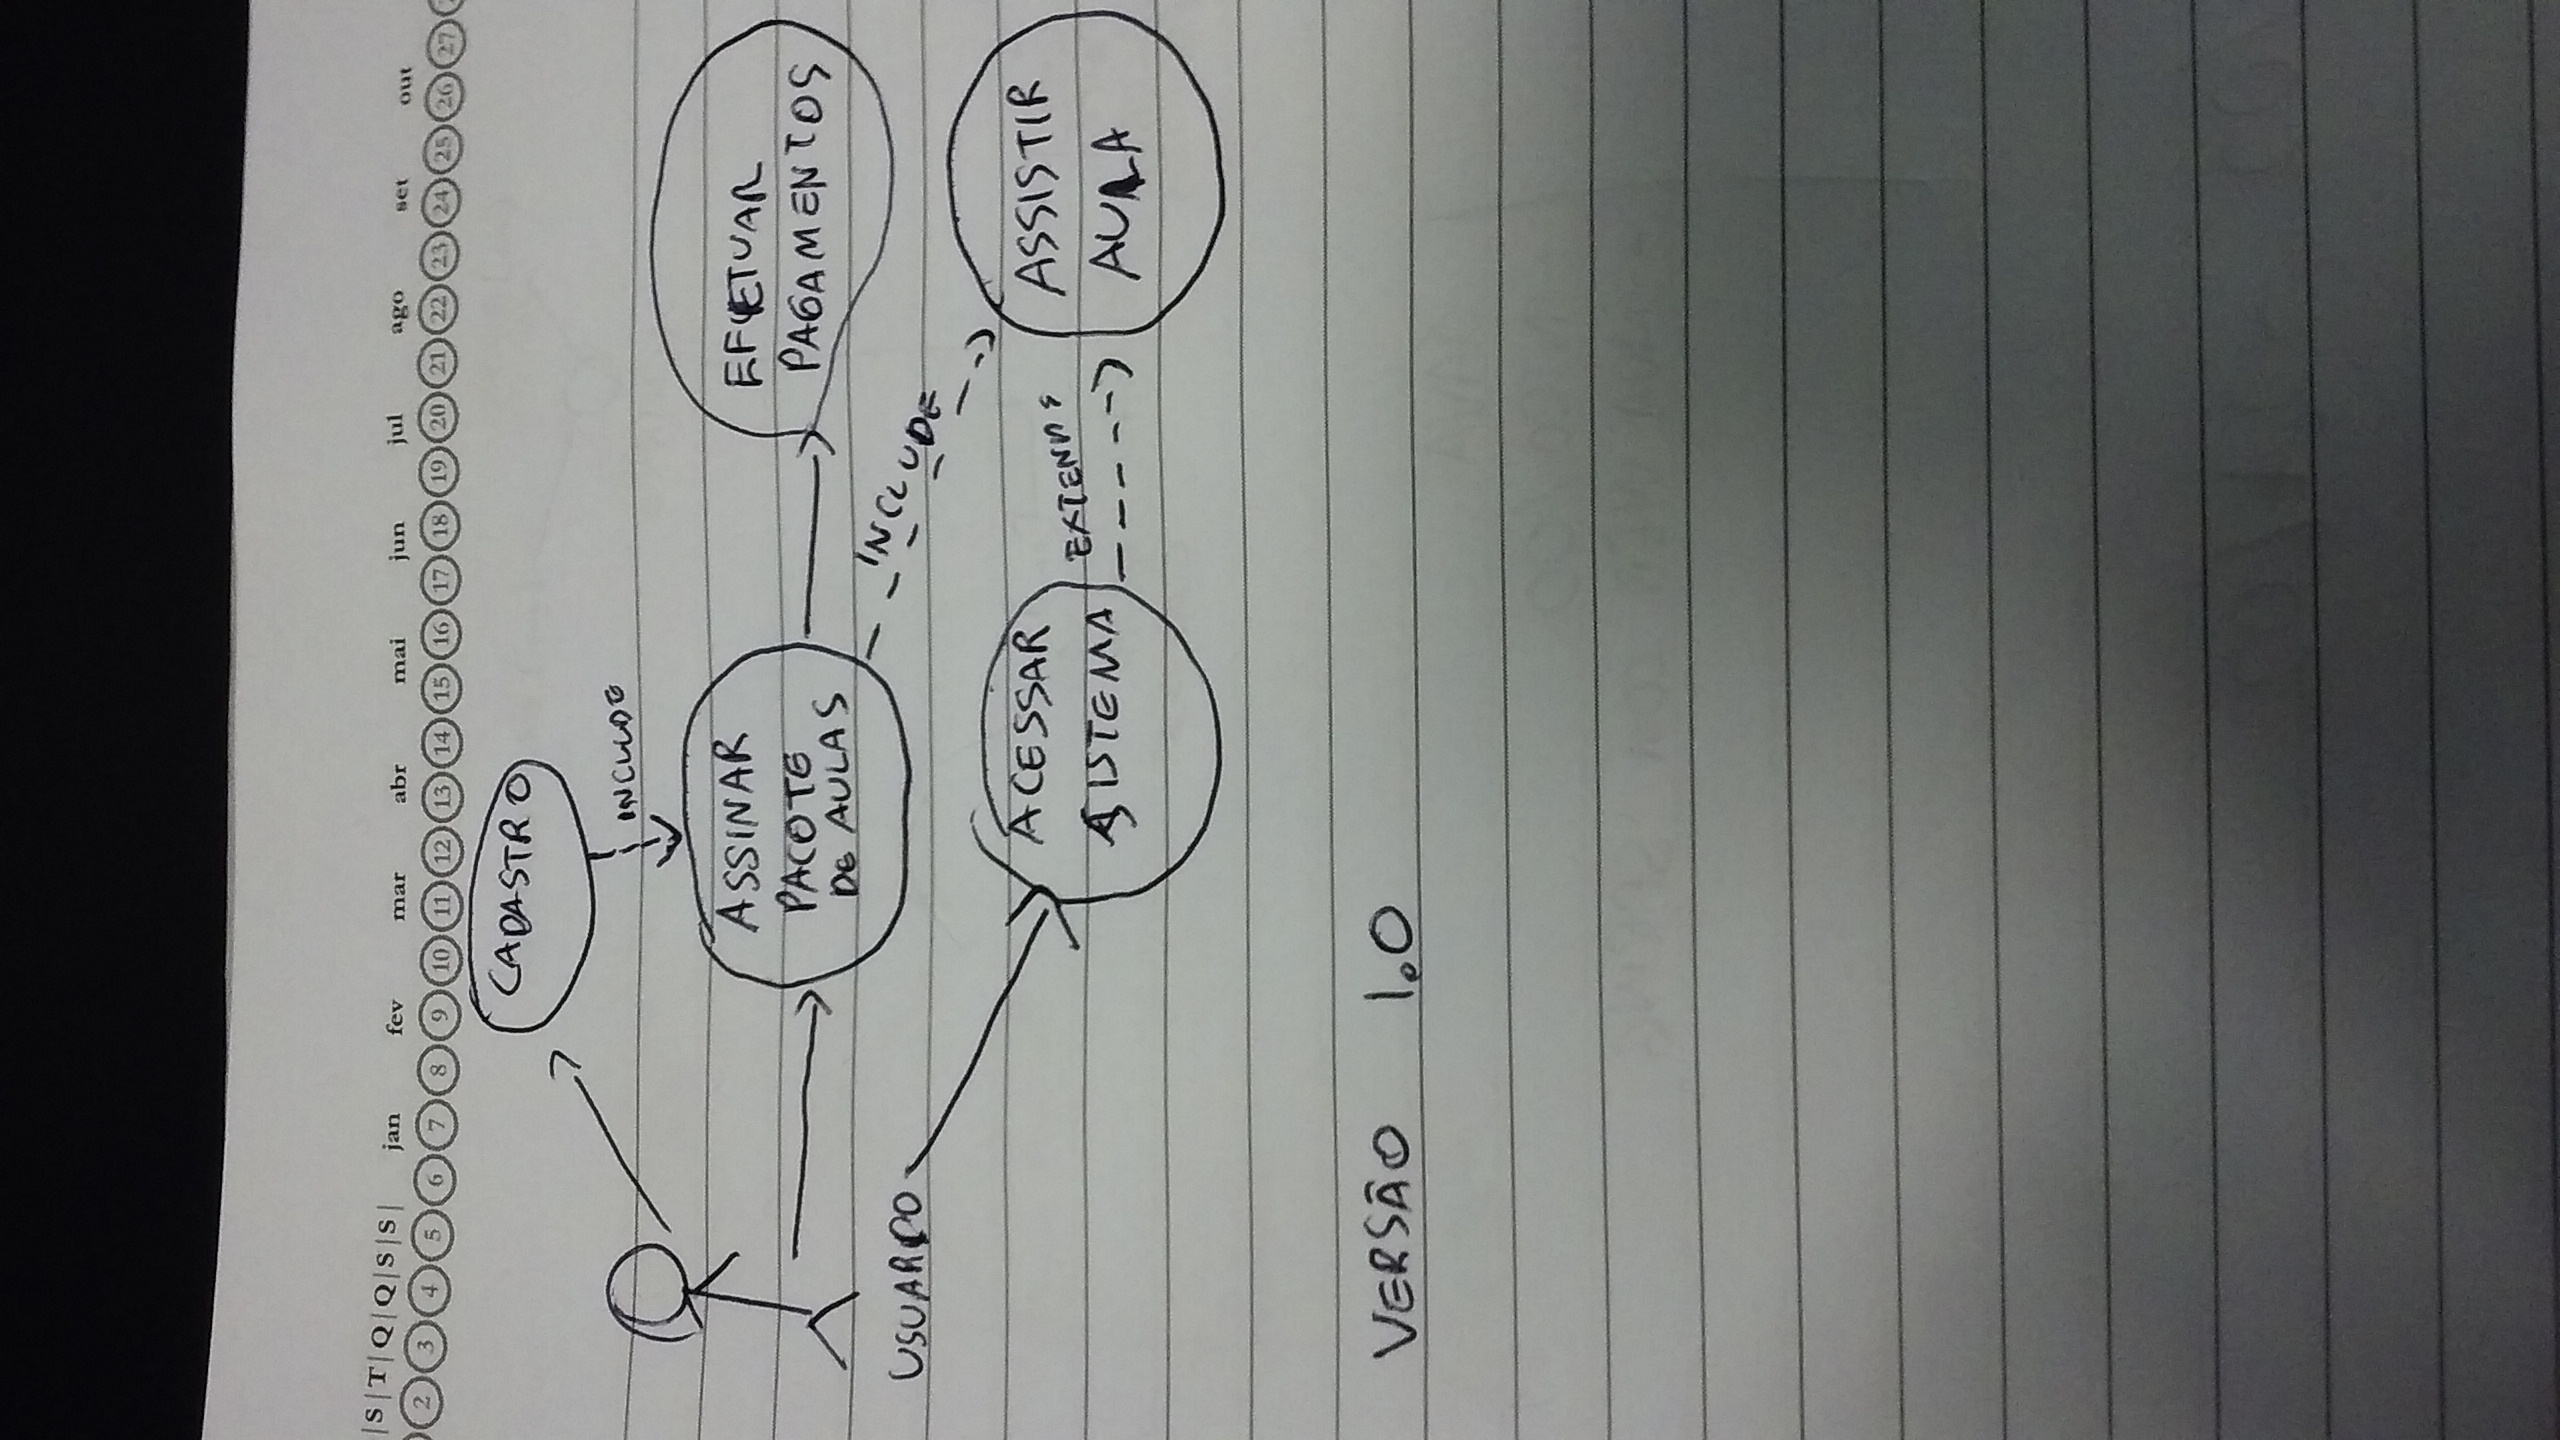 |S|T|Q|Q|S|S| jan fev mar abr mai jun jul ago set out
2 3 4 5 6 7 8 9 10 11 12 13 14 15 16 17 18 19 20 21 22 23 24 25 26 27
CADASTRO
INCLUDE
ASSINAR
PACOTE
DE AULAS
EFETUAR
PAGAMENTOS
USUARIO
INCLUDE
ACESSAR
SISTEMA
EXTENDS
ASSISTIR
AULA
VERSÃO 1.0